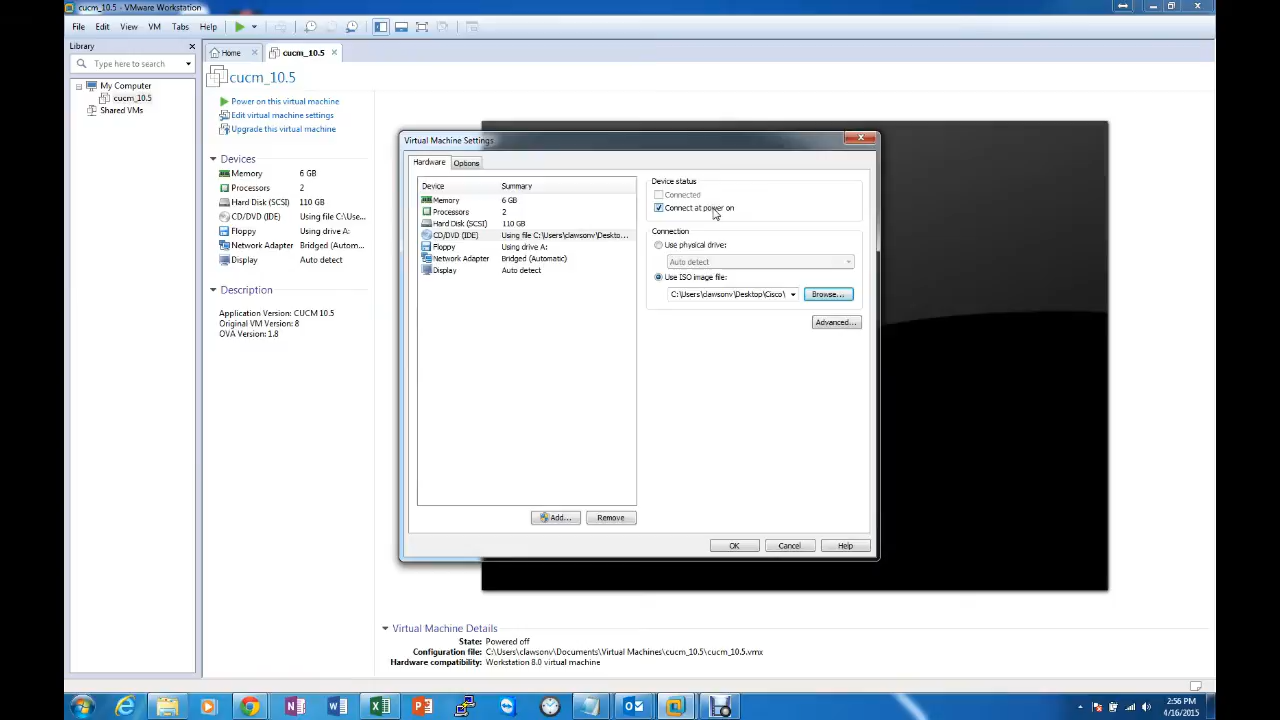 cucm_10.5 - VMware Workstation
File Edit View VM Tabs Help
Library
Type here to search
My Computer
cucm_10.5
Shared VMs
Home cucm_10.5
cucm_10.5
Power on this virtual machine
Edit virtual machine settings
Upgrade this virtual machine
Devices
Memory 6 GB
Processors 2
Hard Disk (SCSI) 110 GB
CD/DVD (IDE) Using file C:\Use...
Floppy Using drive A:
Network Adapter Bridged (Autom...
Display Auto detect
Description
Application Version: CUCM 10.5
Original VM Version: 8
OVA Version: 1.8
Virtual Machine Settings
Hardware Options
Device Summary
Memory 6 GB
Processors 2
Hard Disk (SCSI) 110 GB
CD/DVD (IDE) Using file C:\Users\clawsonv\Deskto...
Floppy Using drive A:
Network Adapter Bridged (Automatic)
Display Auto detect
Add... Remove
Device status
Connected
Connect at power on
Connection
Use physical drive:
Auto detect
Use ISO image file:
C:\Users\clawsonv\Desktop\Cisco\ Browse...
Advanced...
OK Cancel Help
Virtual Machine Details
State: Powered off
Configuration file: C:\Users\clawsonv\Documents\Virtual Machines\cucm_10.5\cucm_10.5.vmx
Hardware compatibility: Workstation 8.0 virtual machine
2:56 PM
4/16/2015